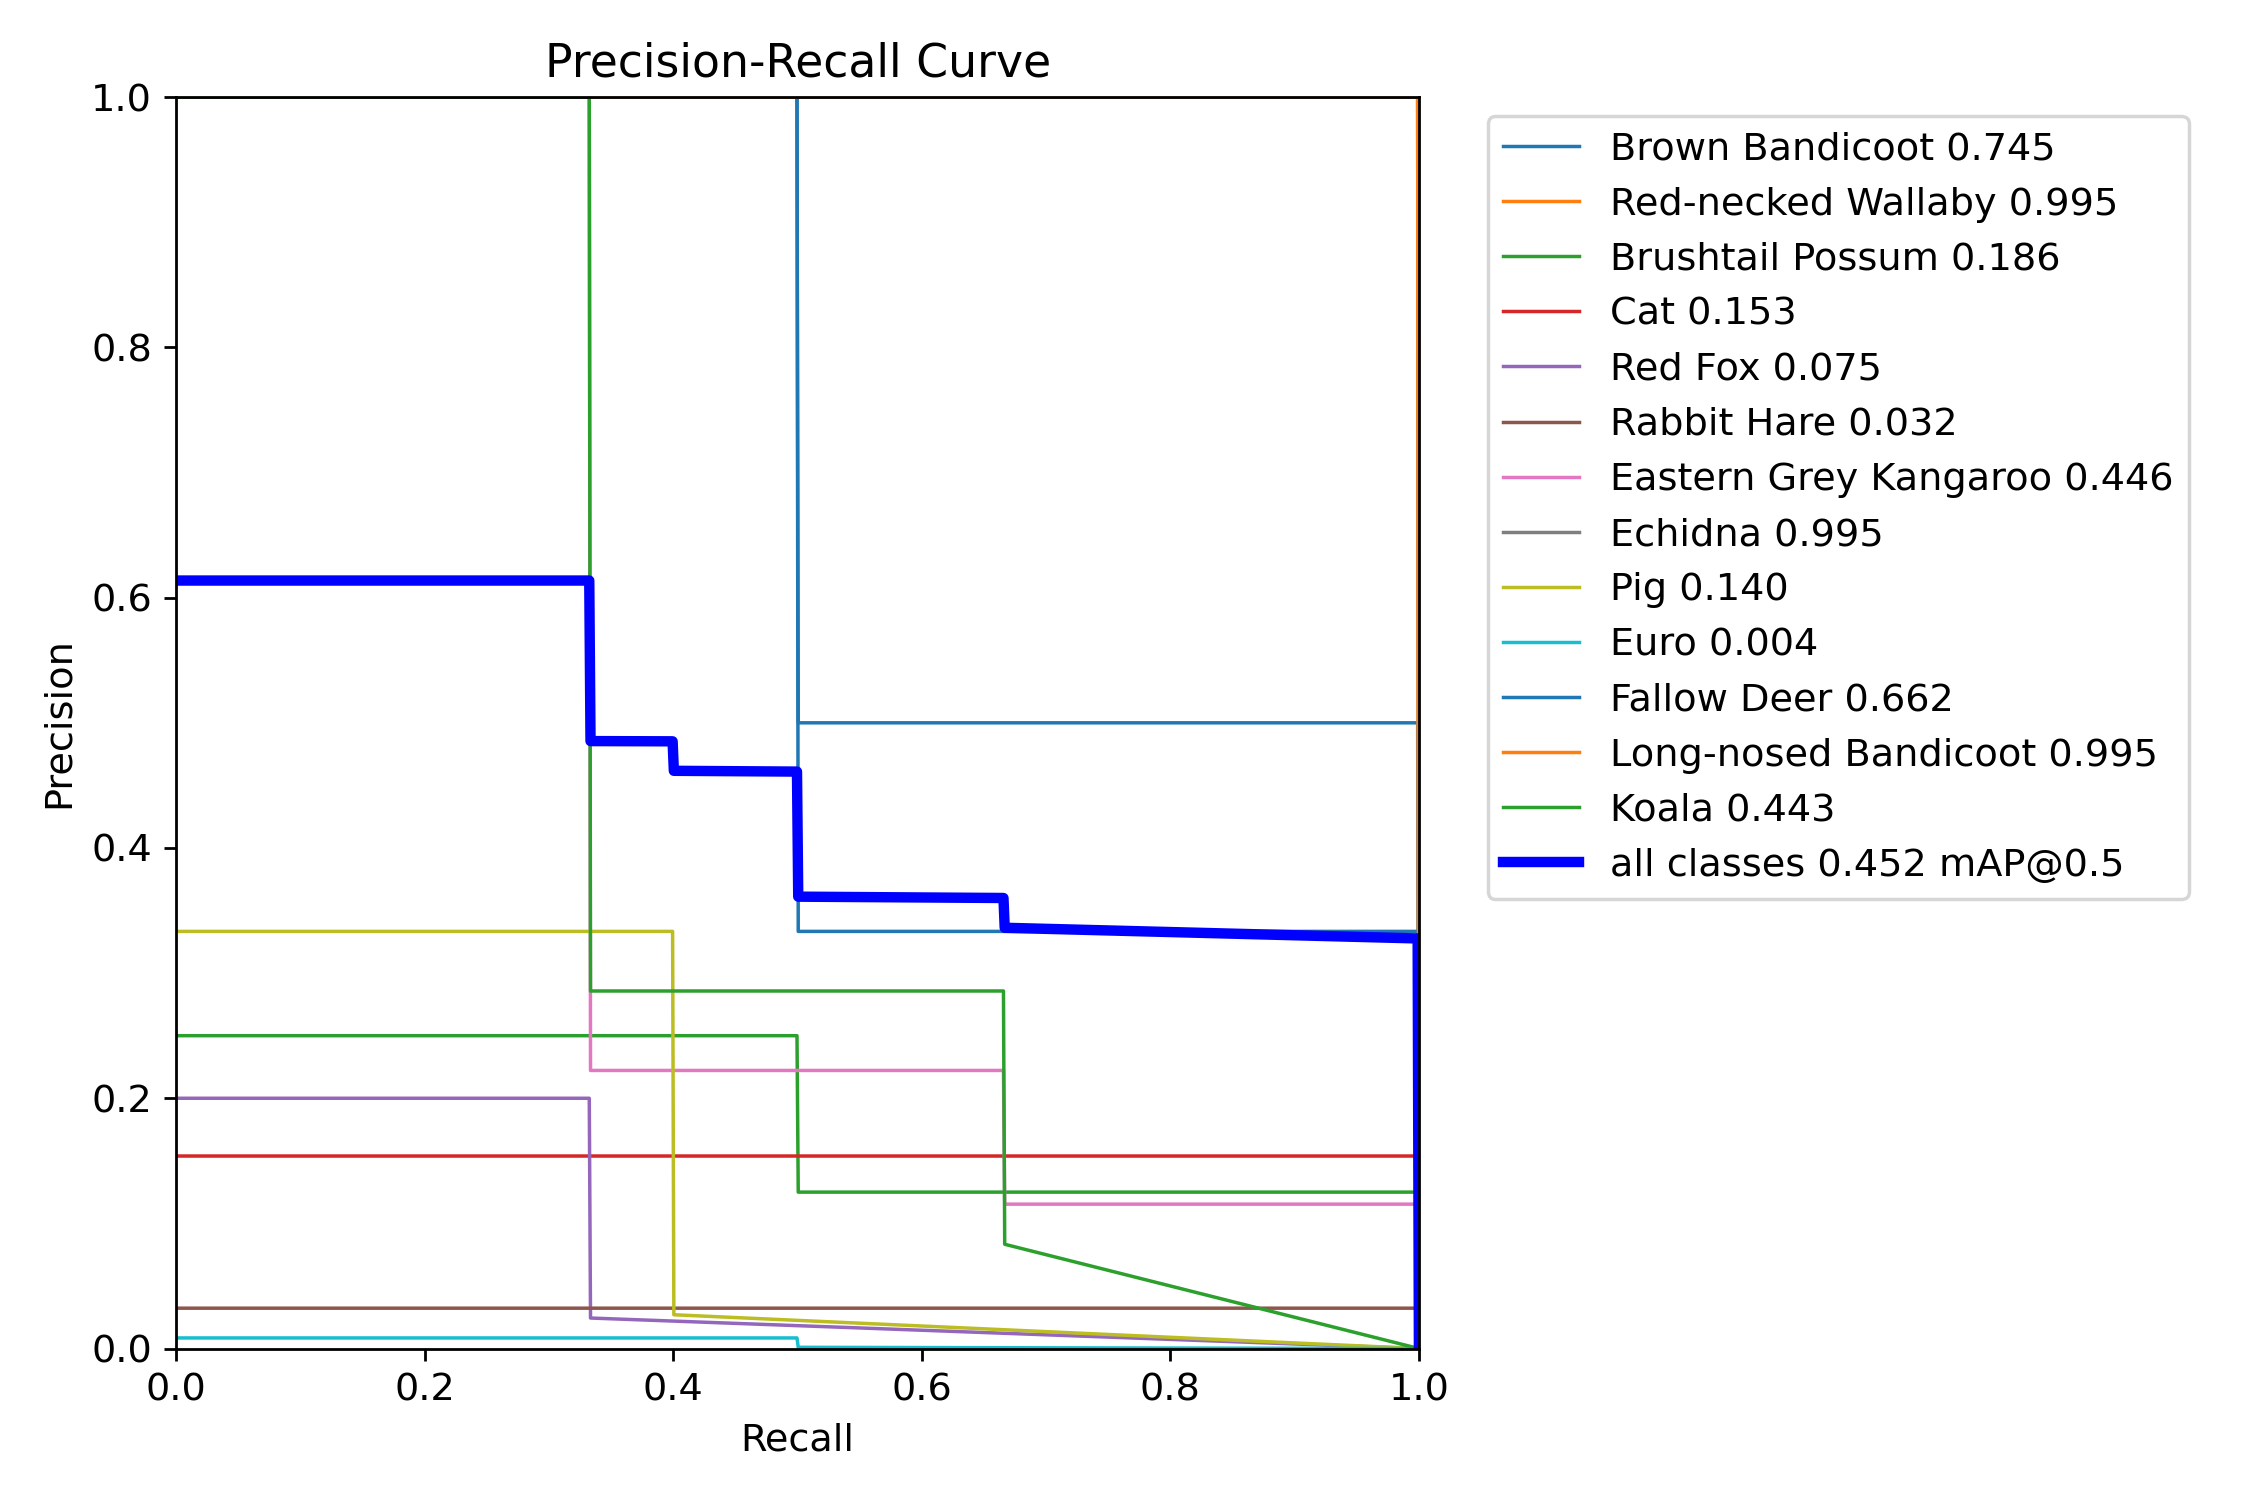 Precision-Recall Curve
1.0
0.8
0.6
0.4
0.2
0.0
Precision
0.0 0.2 0.4 0.6 0.8 1.0
Recall
Brown Bandicoot 0.745
Red-necked Wallaby 0.995
Brushtail Possum 0.186
Cat 0.153
Red Fox 0.075
Rabbit Hare 0.032
Eastern Grey Kangaroo 0.446
Echidna 0.995
Pig 0.140
Euro 0.004
Fallow Deer 0.662
Long-nosed Bandicoot 0.995
Koala 0.443
all classes 0.452 mAP@0.5